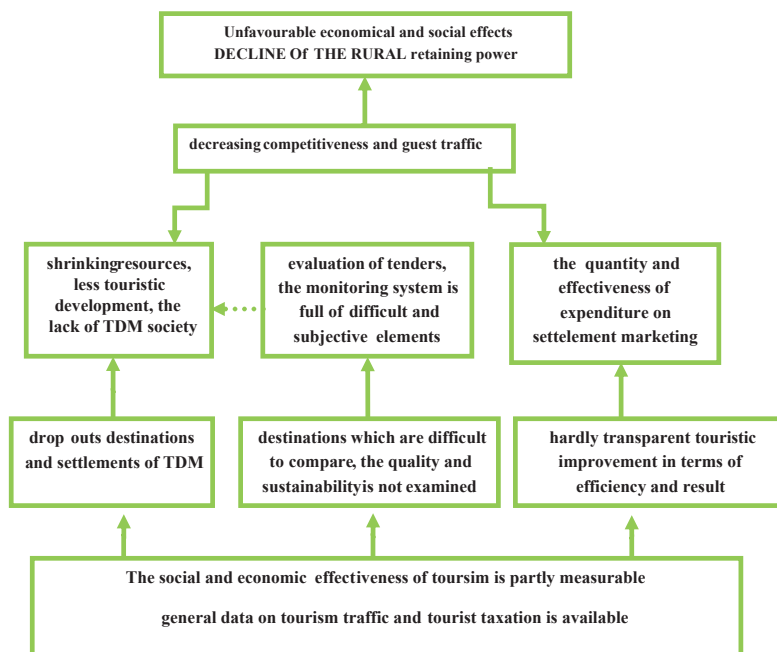 Unfavourable economical and social effects
DECLINE Of THE RURAL retaining power
decreasing competitiveness and guest traffic
shrinkingresources,
less touristic
development, the
lack of TDM society
evaluation of tenders,
the monitoring system is
full of difficult and
subjective elements
the quantity and
effectiveness of
expenditure on
settelement marketing
drop outs destinations
and settlements of TDM
destinations which are difficult
to compare, the quality and
sustainabilityis not examined
hardly transparent touristic
improvement in terms of
efficiency and result
The social and economic effectiveness of toursim is partly measurable
general data on tourism traffic and tourist taxation is available